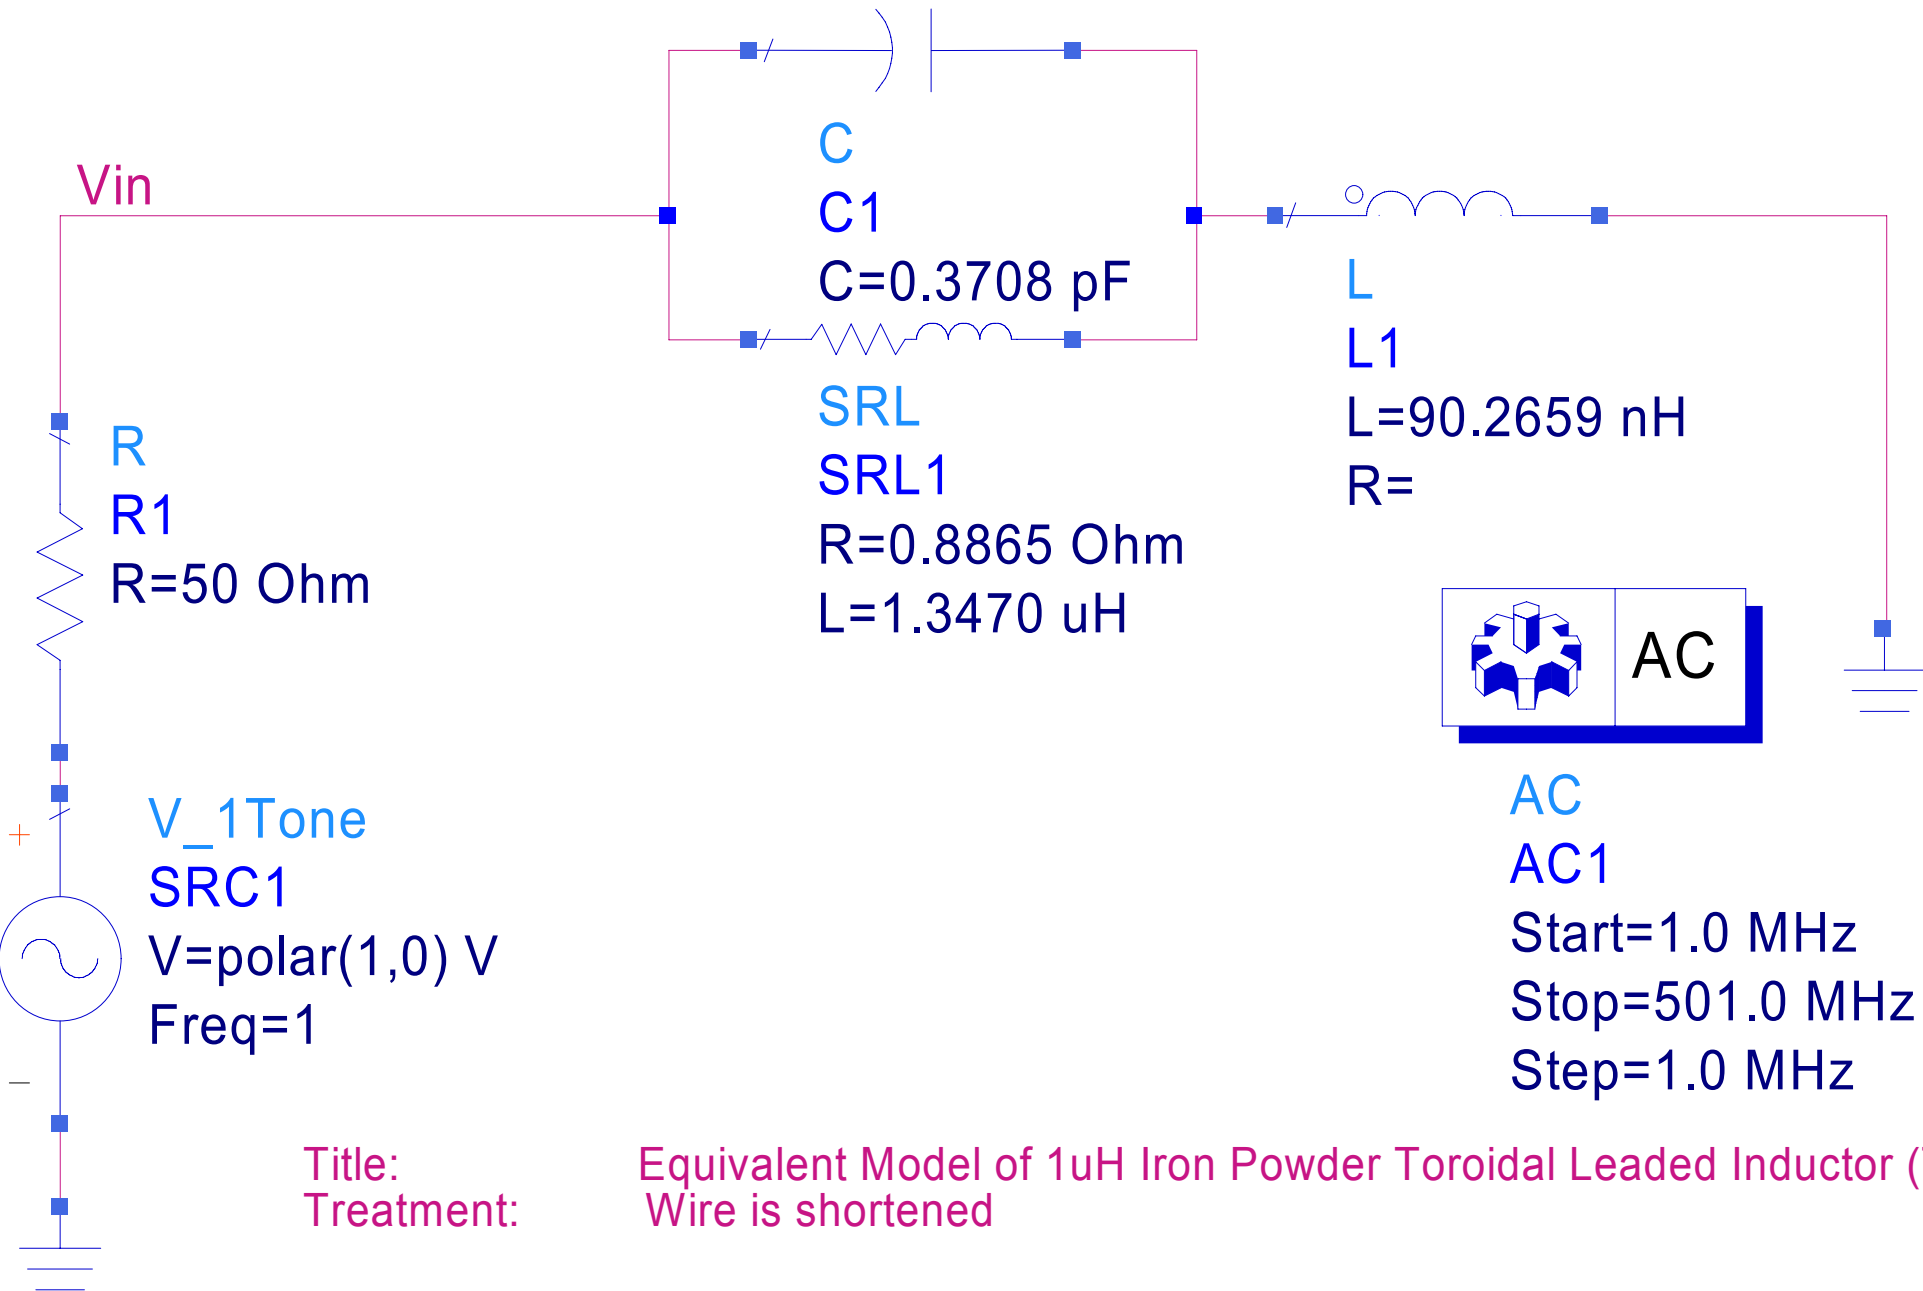 Vin
C
C1
C=0.3708 pF
SRL
SRL1
R=0.8865 Ohm
L=1.3470 uH
L
L1
L=90.2659 nH
R=
R
R1
R=50 Ohm
V_1Tone
SRC1
V=polar(1,0) V
Freq=1
+
−
AC
AC
AC1
Start=1.0 MHz
Stop=501.0 MHz
Step=1.0 MHz
Title: Equivalent Model of 1uH Iron Powder Toroidal Leaded Inductor (
Treatment: Wire is shortened